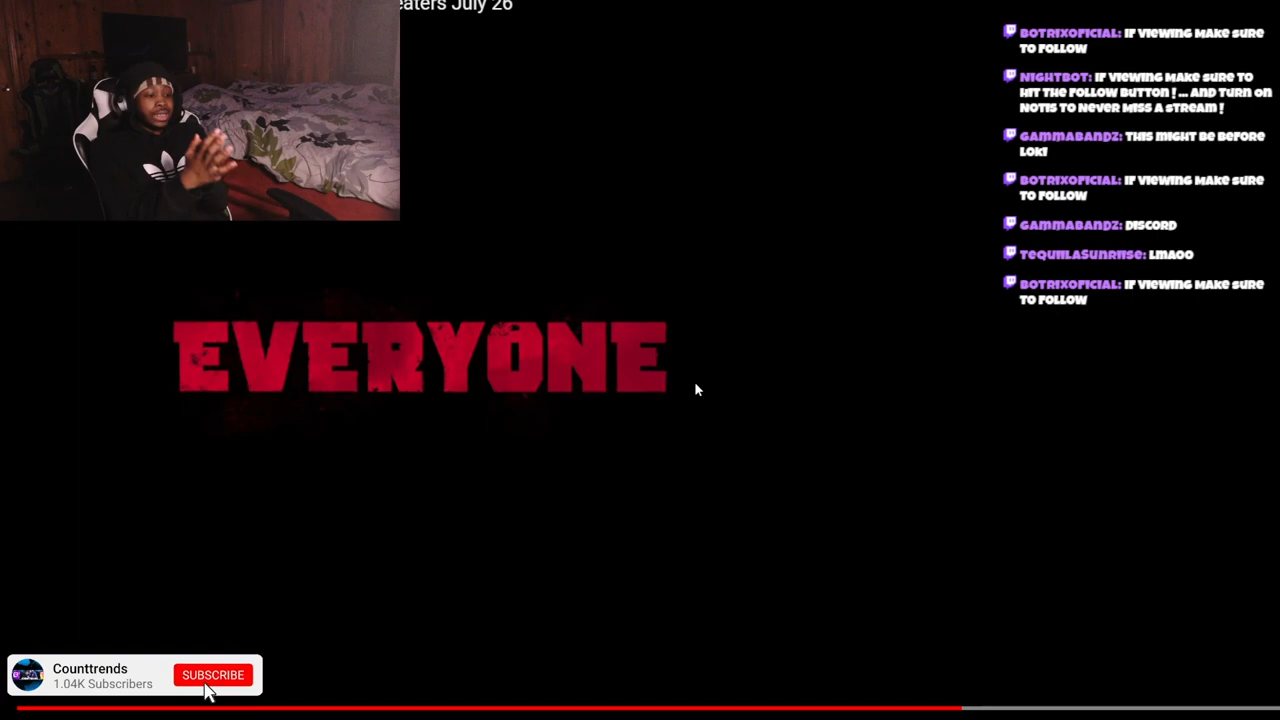 eaters July 26
BOTRIXOFICIAL: IF VIEWING MAKE SURE
TO FOLLOW
NIGHTBOT: IF VIEWING MAKE SURE TO
HIT THE FOLLOW BUTTON ! ... AND TURN ON
NOTIS TO NEVER MISS A STREAM !
GAMMABANDZ: THIS MIGHT BE BEFORE
LOKI
BOTRIXOFICIAL: IF VIEWING MAKE SURE
TO FOLLOW
GAMMABANDZ: DISCORD
TEQUIILASUNRIISE: LMAOO
BOTRIXOFICIAL: IF VIEWING MAKE SURE
TO FOLLOW
EVERYONE
Counttrends
1.04K Subscribers
SUBSCRIBE